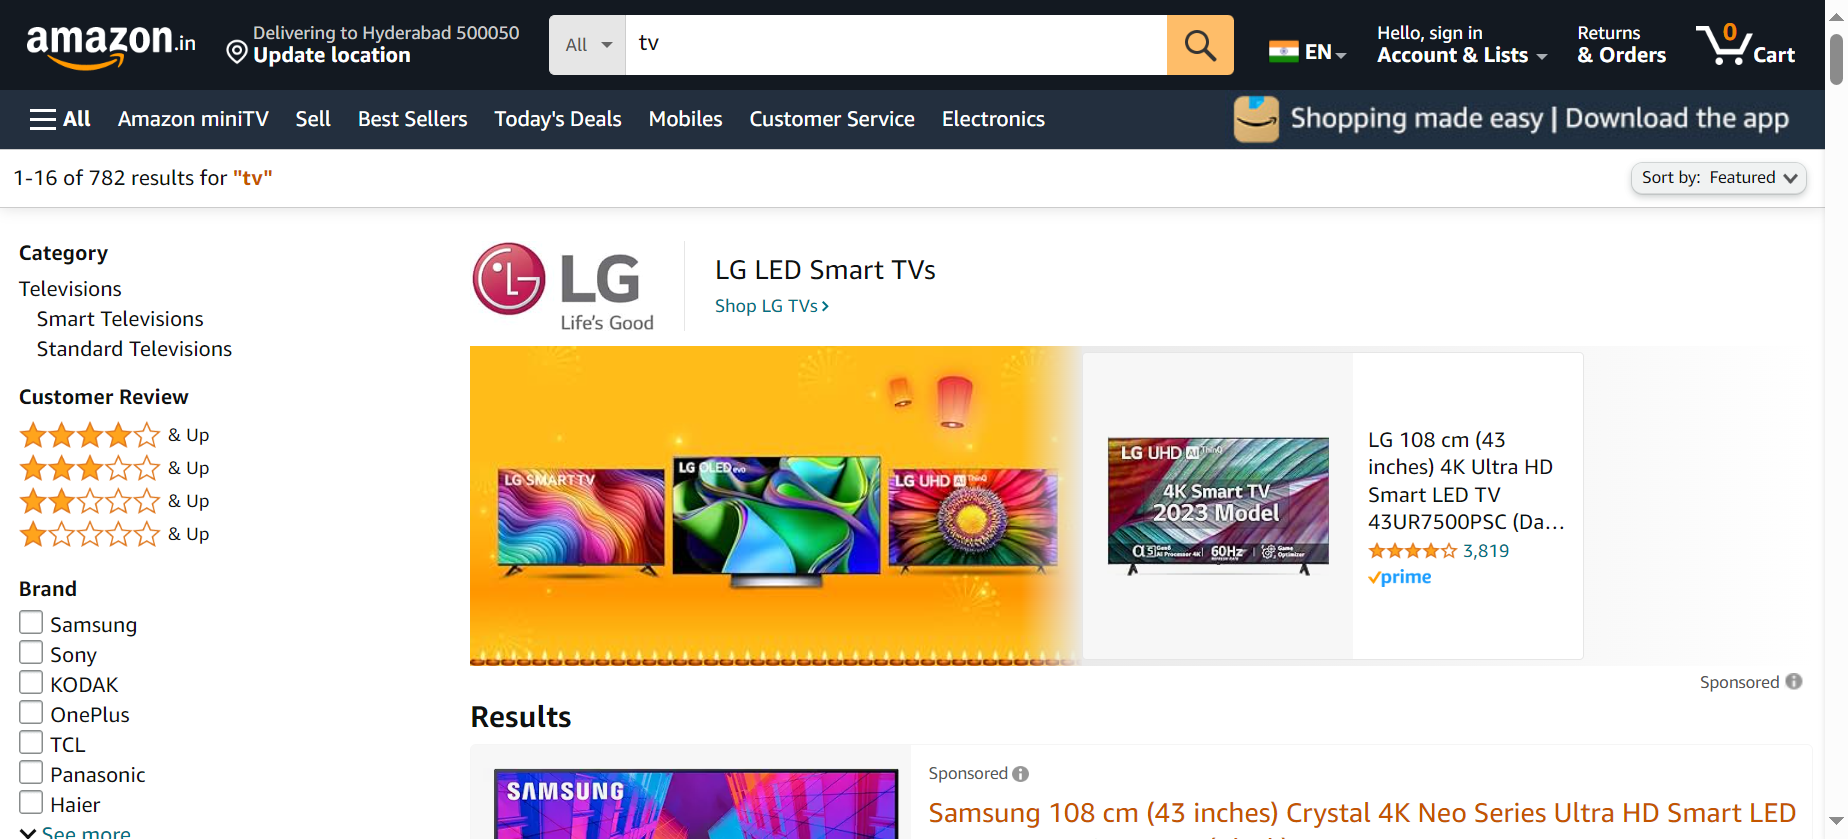 amazon.in
Delivering to Hyderabad 500050
Update location
All
tv
EN
Hello, sign in
Account & Lists
Returns
& Orders
0
Cart
All
Amazon miniTV
Sell
Best Sellers
Today's Deals
Mobiles
Customer Service
Electronics
Shopping made easy | Download the app
1-16 of 782 results for "tv"
Sort by: Featured
Category
Televisions
Smart Televisions
Standard Televisions
Customer Review
& Up
& Up
& Up
& Up
Brand
Samsung
Sony
KODAK
OnePlus
TCL
Panasonic
Haier
See more
LG
Life's Good
LG LED Smart TVs
Shop LG TVs
LG SMART TV
LG OLED evo
LG UHD AI ThinQ
LG UHD AI ThinQ
4K Smart TV
2023 Model
α5 Gen6
AI Processor 4K
60Hz
Game
Optimizer
LG 108 cm (43
inches) 4K Ultra HD
Smart LED TV
43UR7500PSC (Da...
3,819
prime
Sponsored
Results
SAMSUNG
Sponsored
Samsung 108 cm (43 inches) Crystal 4K Neo Series Ultra HD Smart LED